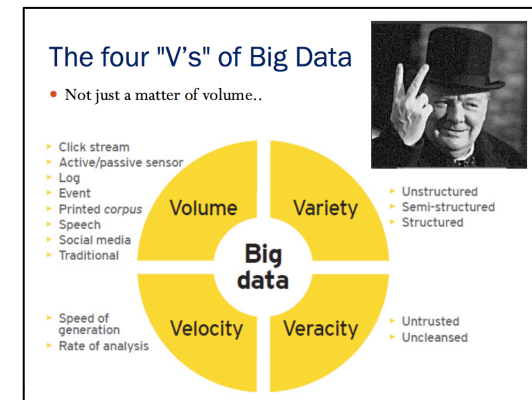 The four "V's" of Big Data
• Not just a matter of volume..
Click stream
Active/passive sensor
Log
Event
Printed corpus
Speech
Social media
Traditional
Volume
Variety
Unstructured
Semi-structured
Structured
Big
data
Speed of
generation
Rate of analysis
Velocity
Veracity
Untrusted
Uncleansed